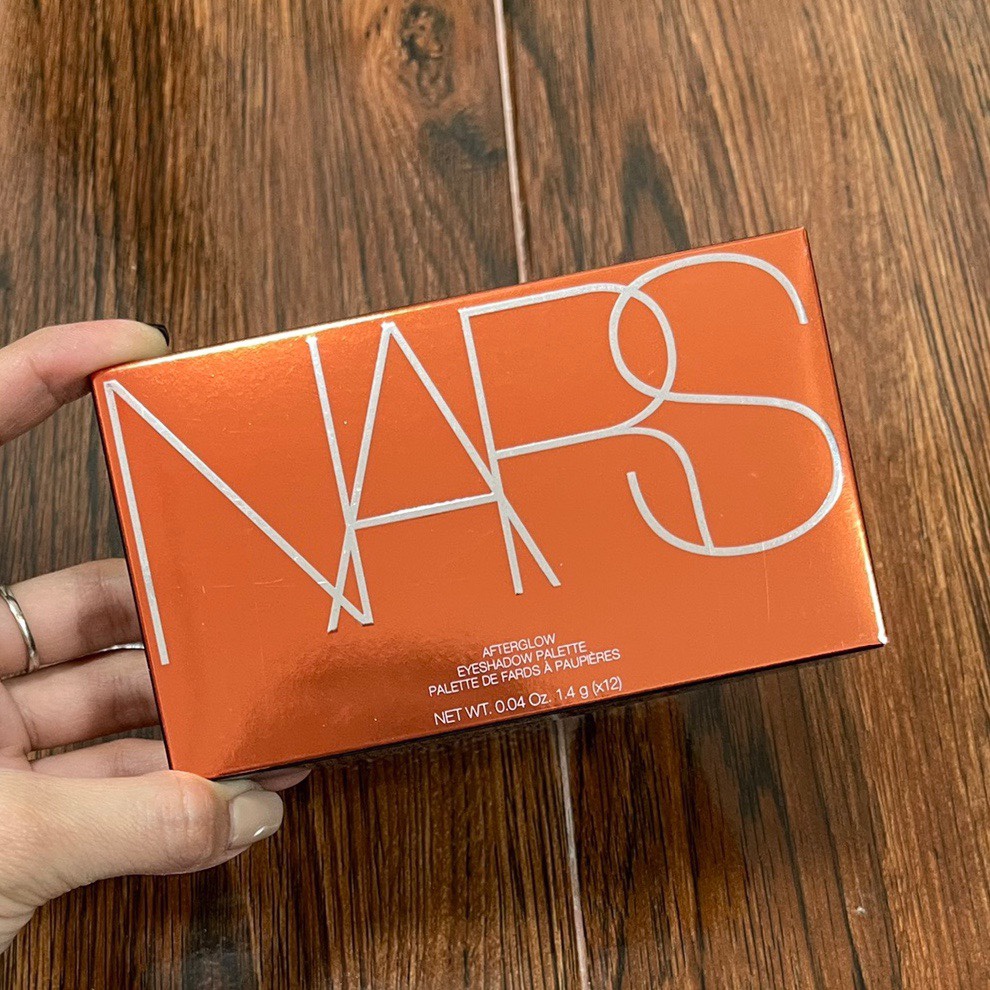 NARS
AFTERGLOW
EYESHADOW PALETTE
PALETTE DE FARDS À PAUPIÈRES
NET WT. 0.04 Oz. 1.4 g (x12)